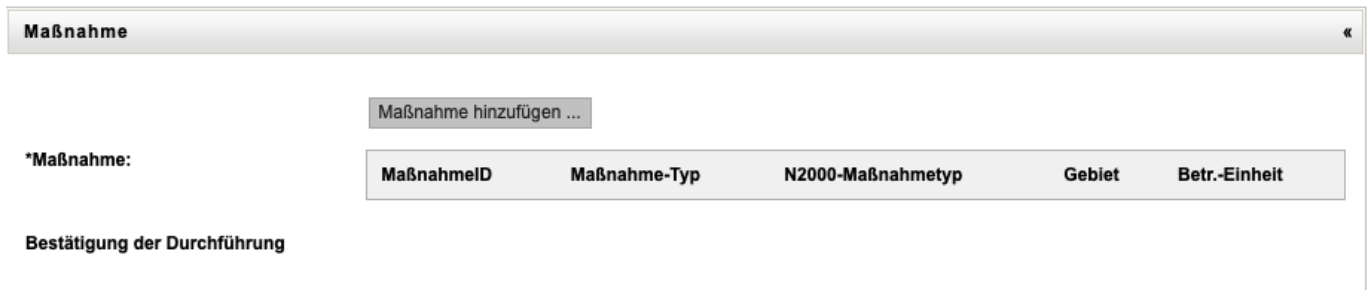 Maßnahme «
Maßnahme hinzufügen ...
*Maßnahme:
MaßnahmeID Maßnahme-Typ N2000-Maßnahmetyp Gebiet Betr.-Einheit
Bestätigung der Durchführung